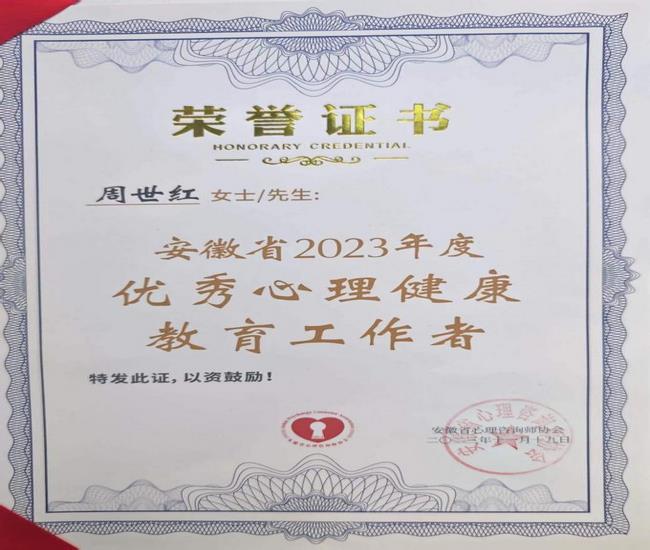 荣誉证书
HONORARY CREDENTIAL
周世红 女士/先生:
安徽省2023年度
优秀心理健康
教育工作者
特发此证,以资鼓励!
安徽省心理咨询师协会